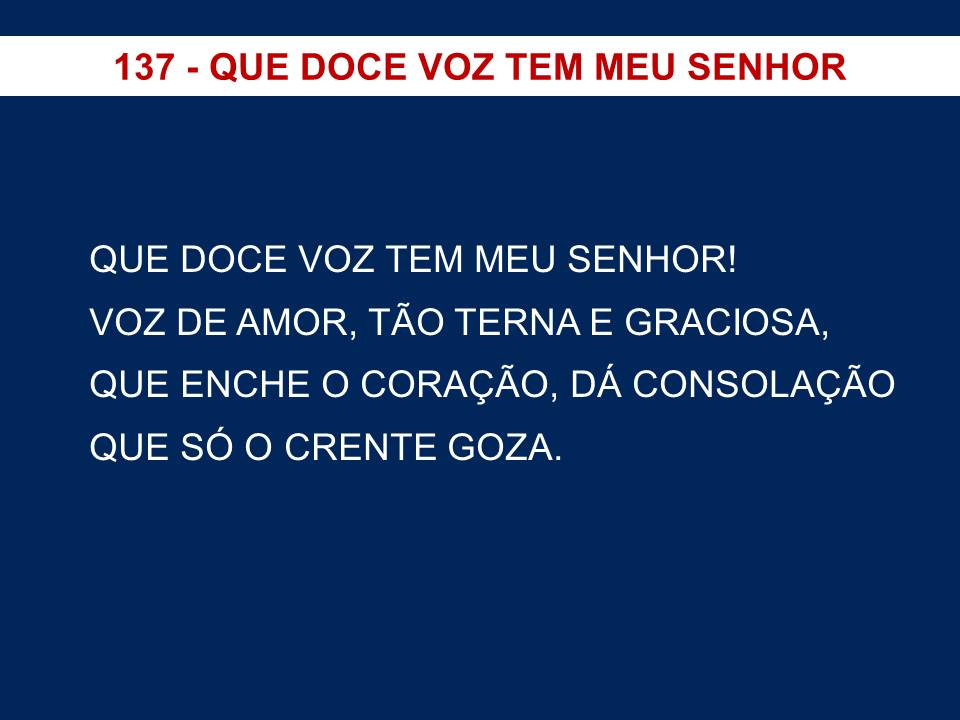 137 - QUE DOCE VOZ TEM MEU SENHOR
QUE DOCE VOZ TEM MEU SENHOR!
VOZ DE AMOR, TÃO TERNA E GRACIOSA,
QUE ENCHE O CORAÇÃO, DÁ CONSOLAÇÃO
QUE SÓ O CRENTE GOZA.